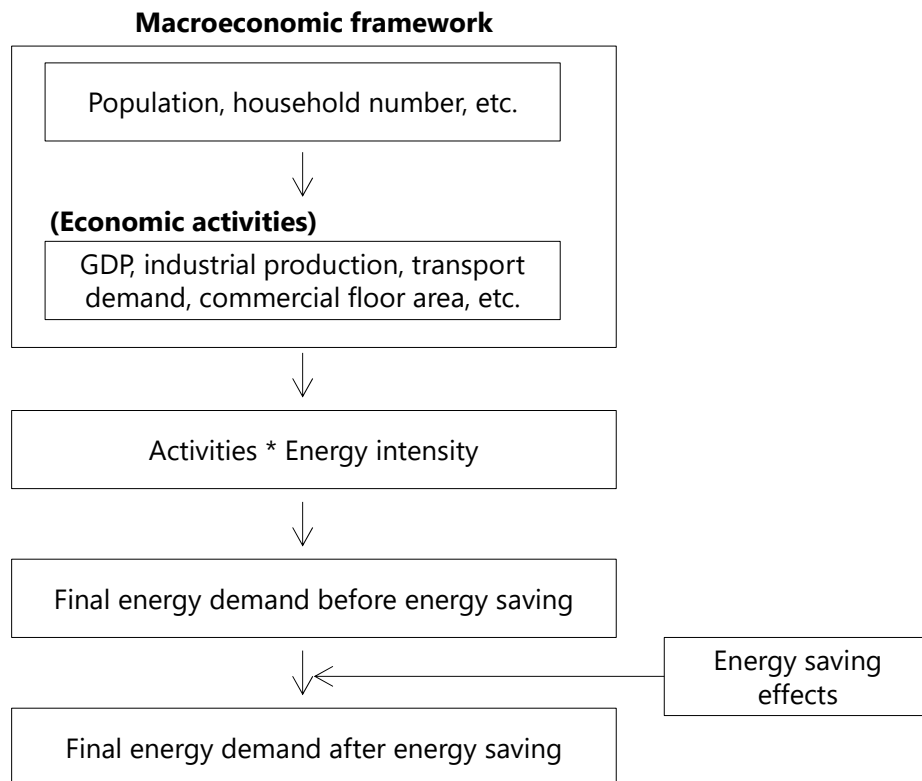 Macroeconomic framework
Population, household number, etc.
(Economic activities)
GDP, industrial production, transport
demand, commercial floor area, etc.
Activities * Energy intensity
Final energy demand before energy saving
Energy saving
effects
Final energy demand after energy saving